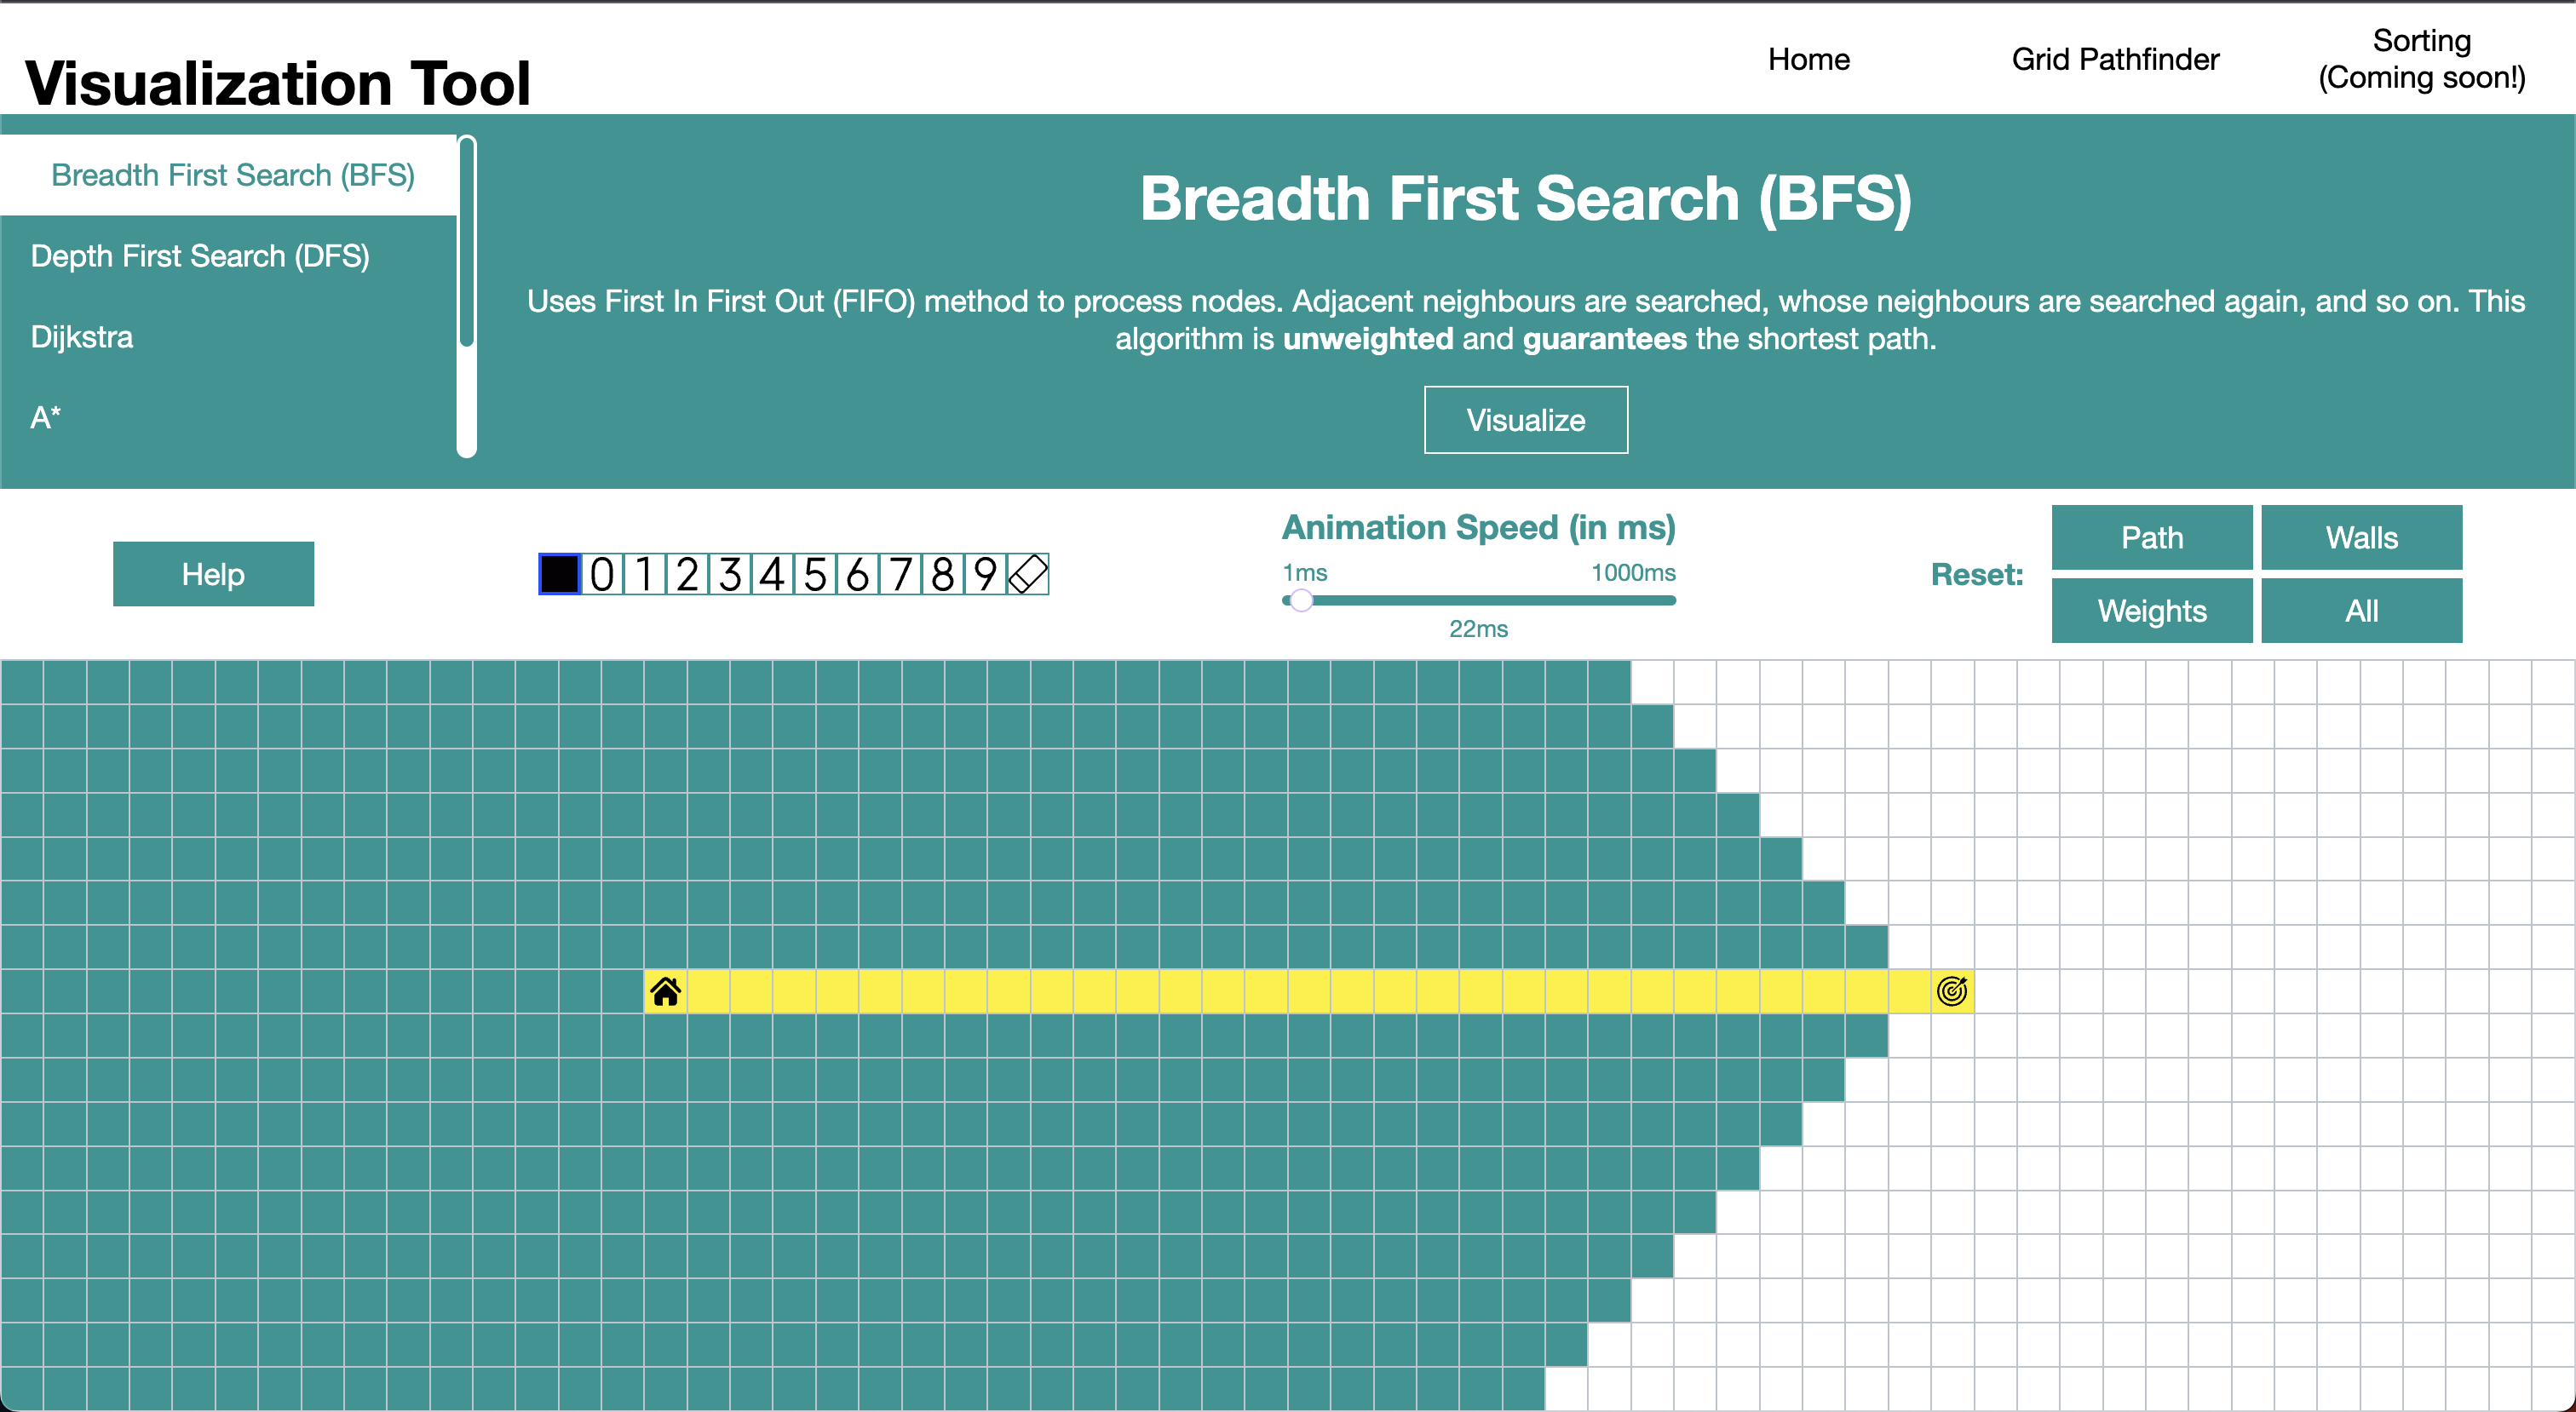 Visualization Tool
Home
Grid Pathfinder
Sorting
(Coming soon!)
Breadth First Search (BFS)
Depth First Search (DFS)
Dijkstra
A*
Breadth First Search (BFS)
Uses First In First Out (FIFO) method to process nodes. Adjacent neighbours are searched, whose neighbours are searched again, and so on. This
algorithm is unweighted and guarantees the shortest path.
Visualize
Help
0 1 2 3 4 5 6 7 8 9
Animation Speed (in ms)
1ms 1000ms
22ms
Reset:
Path
Walls
Weights
All